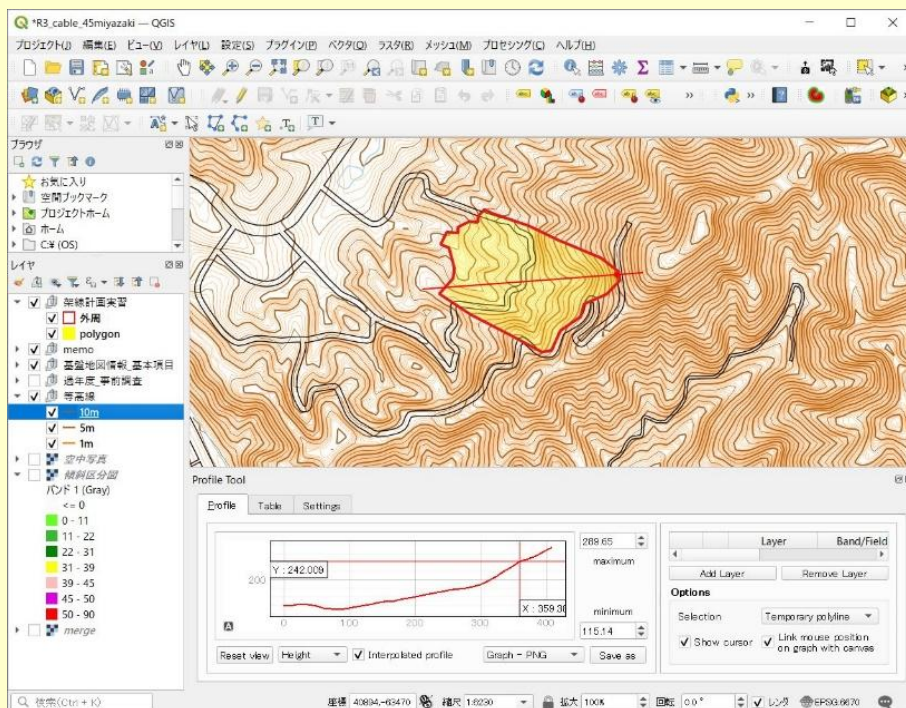 *R3_cable_45miyazaki — QGIS
プロジェクト(J) 編集(E) ビュー(V) レイヤ(L) 設定(S) プラグイン(P) ベクタ(O) ラスタ(R) メッシュ(M) プロセシング(C) ヘルプ(H)
ブラウザ
お気に入り
空間ブックマーク
プロジェクトホーム
ホーム
C:¥ (OS)
レイヤ
架線計画実習
外周
polygon
memo
基盤地図情報_基本項目
過年度_事前調査
等高線
10m
5m
1m
空中写真
傾斜区分図
バンド 1 (Gray)
<= 0
0 - 11
11 - 22
22 - 31
31 - 39
39 - 45
45 - 50
50 - 90
merge
Profile Tool
Profile Table Settings
Y : 242.009
200
X : 359.36
0 100 200 300 400
289.65
maximum
minimum
115.14
Reset view Height Interpolated profile Graph - PNG Save as
Layer Band/Field
Add Layer Remove Layer
Options
Selection Temporary polyline
Show cursor Link mouse position on graph with canvas
検索(Ctrl + K) 座標 40894,-63470 縮尺 1:6230 拡大 100% 回転 0.0 ° レンダ EPSG:6670